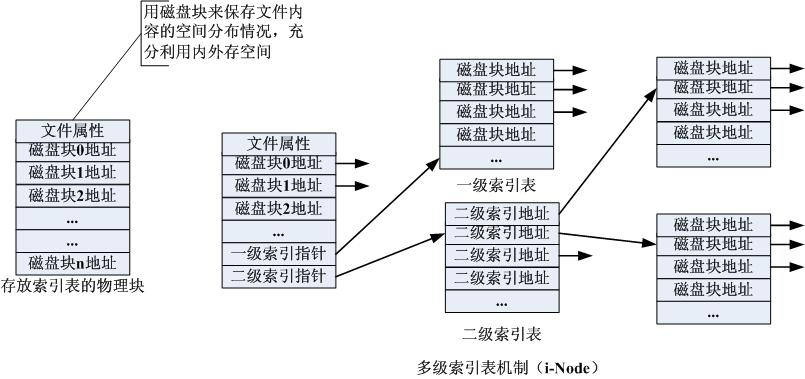 用磁盘块来保存文件内
容的空间分布情况，充
分利用内外存空间
文件属性
磁盘块0地址
磁盘块1地址
磁盘块2地址
...
...
磁盘块n地址
存放索引表的物理块
文件属性
磁盘块0地址
磁盘块1地址
磁盘块2地址
...
一级索引指针
二级索引指针
磁盘块地址
磁盘块地址
磁盘块地址
磁盘块地址
...
一级索引表
二级索引地址
二级索引地址
二级索引地址
二级索引地址
...
二级索引表
磁盘块地址
磁盘块地址
磁盘块地址
磁盘块地址
...
磁盘块地址
磁盘块地址
磁盘块地址
磁盘块地址
...
多级索引表机制（i-Node）